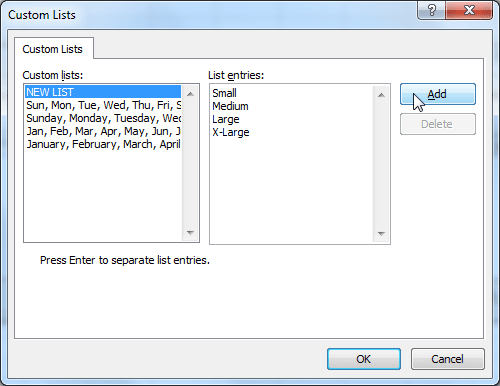 Custom Lists
Custom Lists
Custom lists:
NEW LIST
Sun, Mon, Tue, Wed, Thu, Fri, S
Sunday, Monday, Tuesday, Wed
Jan, Feb, Mar, Apr, May, Jun, J
January, February, March, April
List entries:
Small
Medium
Large
X-Large
Add
Delete
Press Enter to separate list entries.
OK
Cancel